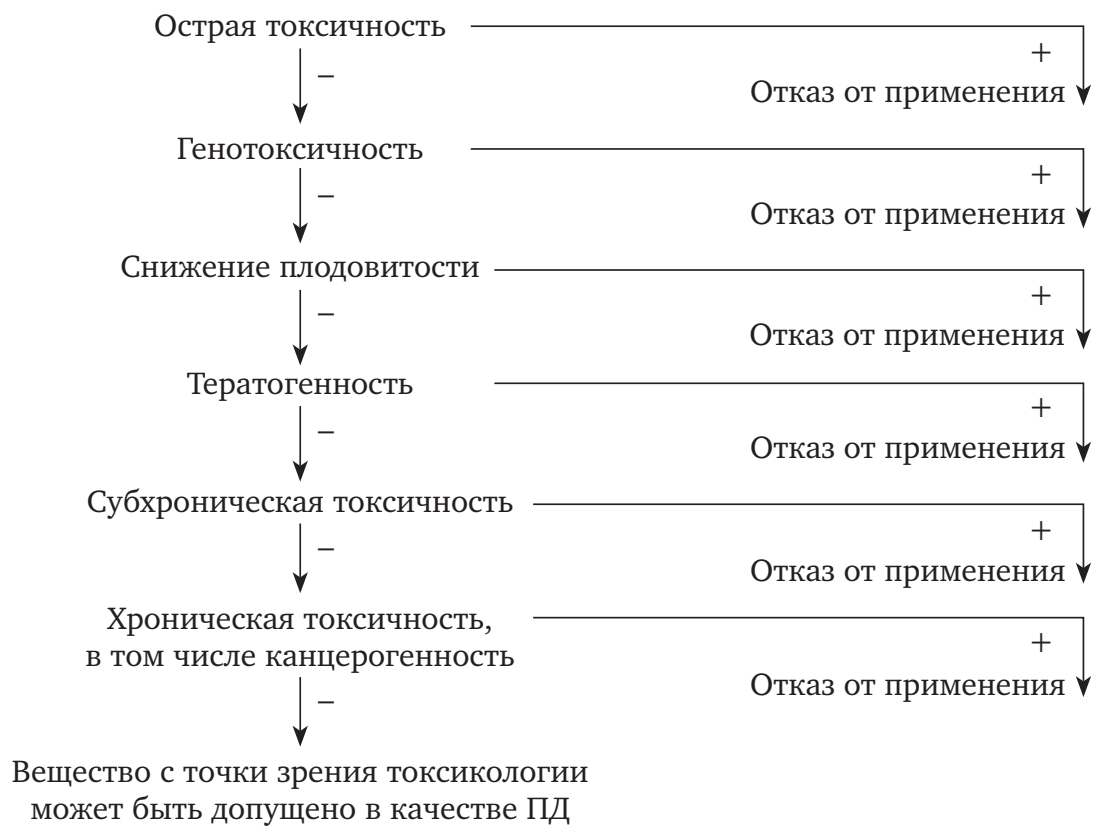 Острая токсичность
+
–
Отказ от применения
Генотоксичность
+
–
Отказ от применения
Снижение плодовитости
+
–
Отказ от применения
Тератогенность
+
–
Отказ от применения
Субхроническая токсичность
+
–
Отказ от применения
Хроническая токсичность,
в том числе канцерогенность
+
Отказ от применения
–
Вещество с точки зрения токсикологии
может быть допущено в качестве ПД